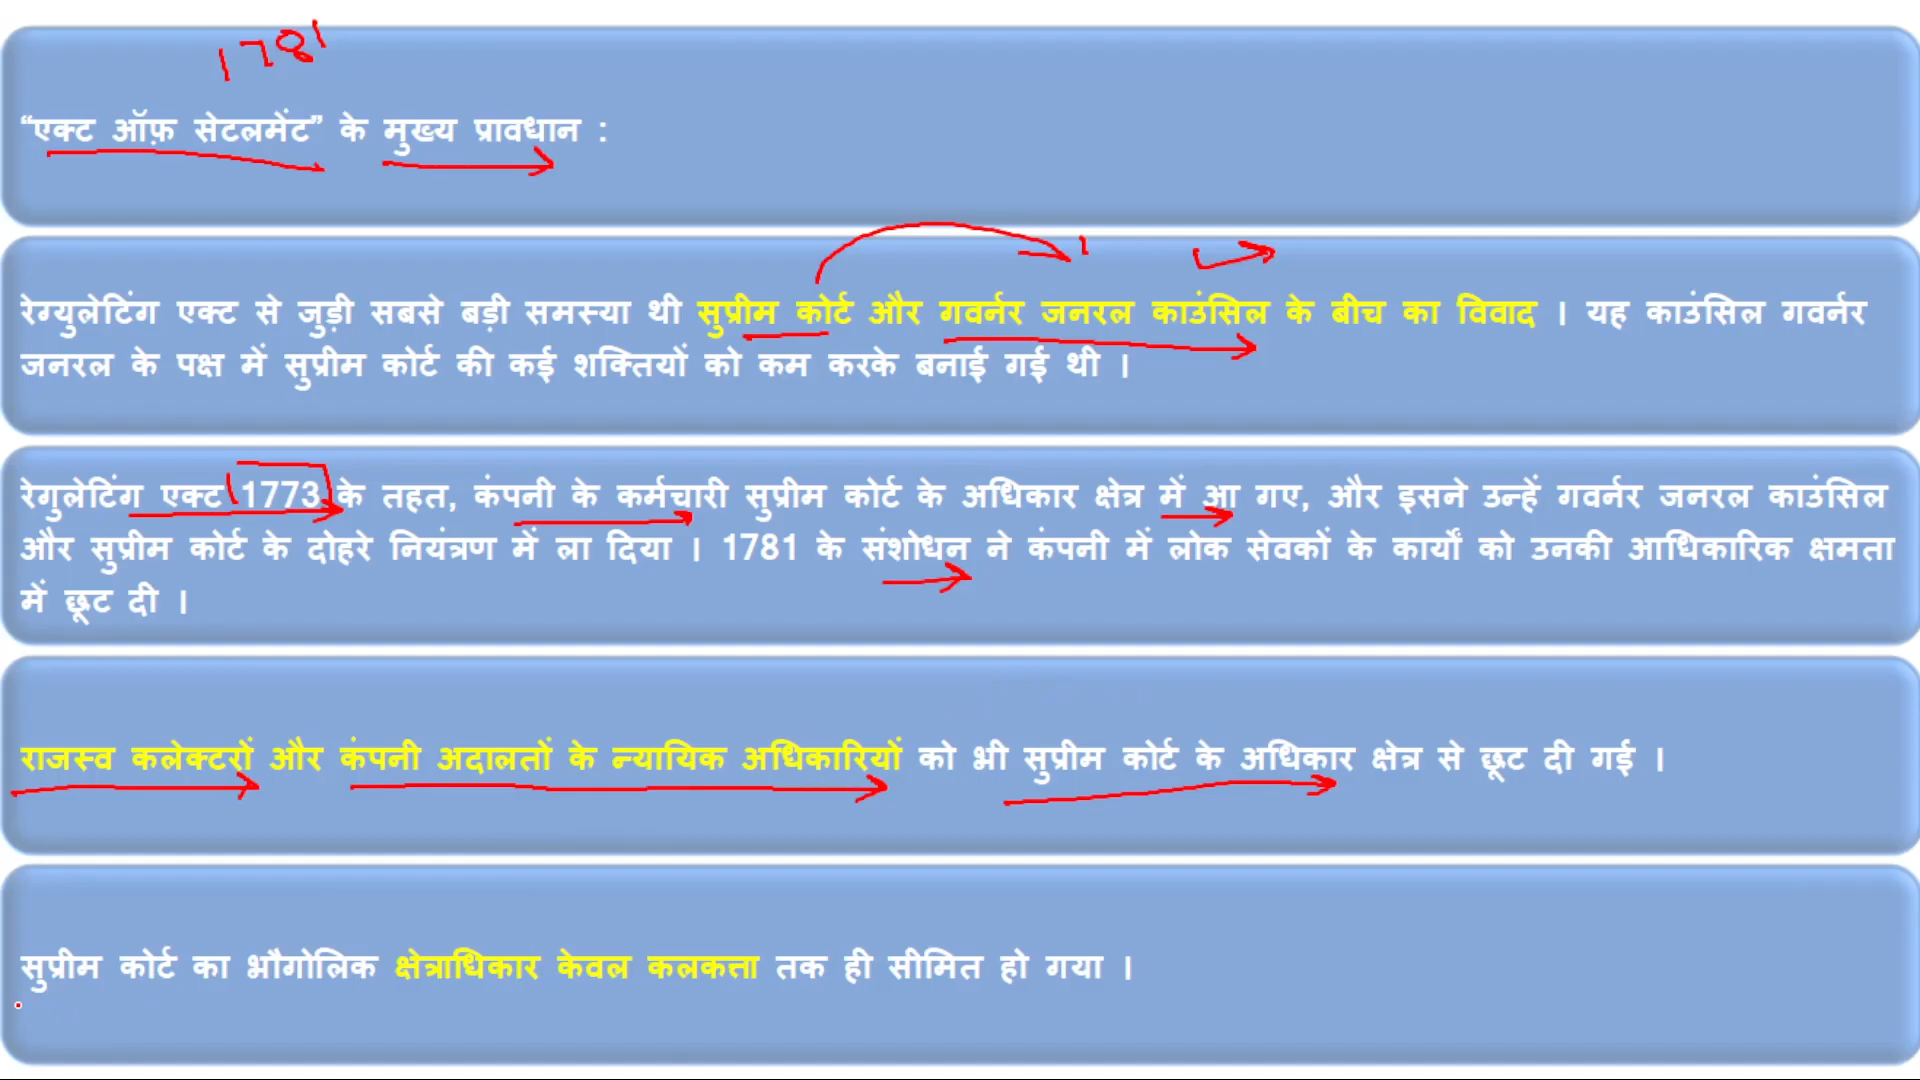 1781
“एक्ट ऑफ़ सेटलमेंट” के मुख्य प्रावधान :
रेग्युलेटिंग एक्ट से जुड़ी सबसे बड़ी समस्या थी सुप्रीम कोर्ट और गवर्नर जनरल काउंसिल के बीच का विवाद । यह काउंसिल गवर्नर
जनरल के पक्ष में सुप्रीम कोर्ट की कई शक्तियों को कम करके बनाई गई थी ।
रेगुलेटिंग एक्ट 1773 के तहत, कंपनी के कर्मचारी सुप्रीम कोर्ट के अधिकार क्षेत्र में आ गए, और इसने उन्हें गवर्नर जनरल काउंसिल
और सुप्रीम कोर्ट के दोहरे नियंत्रण में ला दिया । 1781 के संशोधन ने कंपनी में लोक सेवकों के कार्यों को उनकी आधिकारिक क्षमता
में छूट दी ।
राजस्व कलेक्टरों और कंपनी अदालतों के न्यायिक अधिकारियों को भी सुप्रीम कोर्ट के अधिकार क्षेत्र से छूट दी गई ।
सुप्रीम कोर्ट का भौगोलिक क्षेत्राधिकार केवल कलकत्ता तक ही सीमित हो गया ।